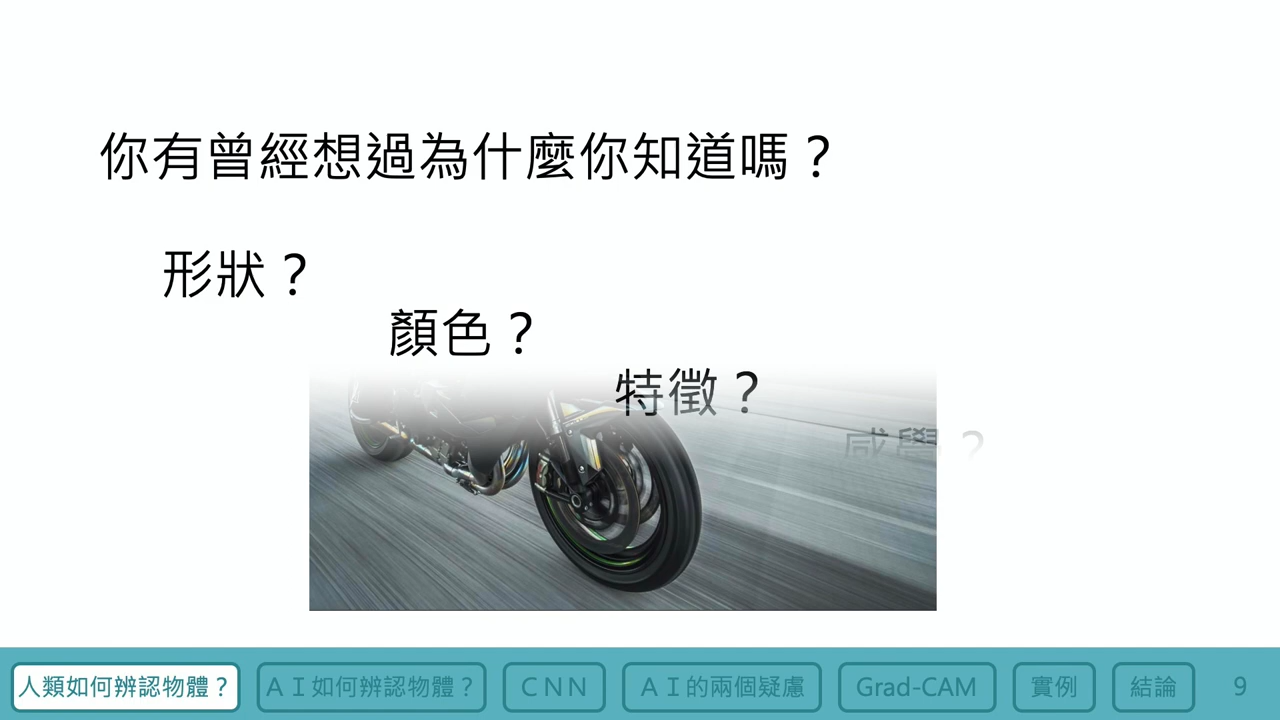 你有曾經想過為什麼你知道嗎？
形狀？
顏色？
特徵？
感學？
人類如何辨認物體？
ＡＩ如何辨認物體？
ＣＮＮ
ＡＩ的兩個疑慮
Grad-CAM
實例
結論
9